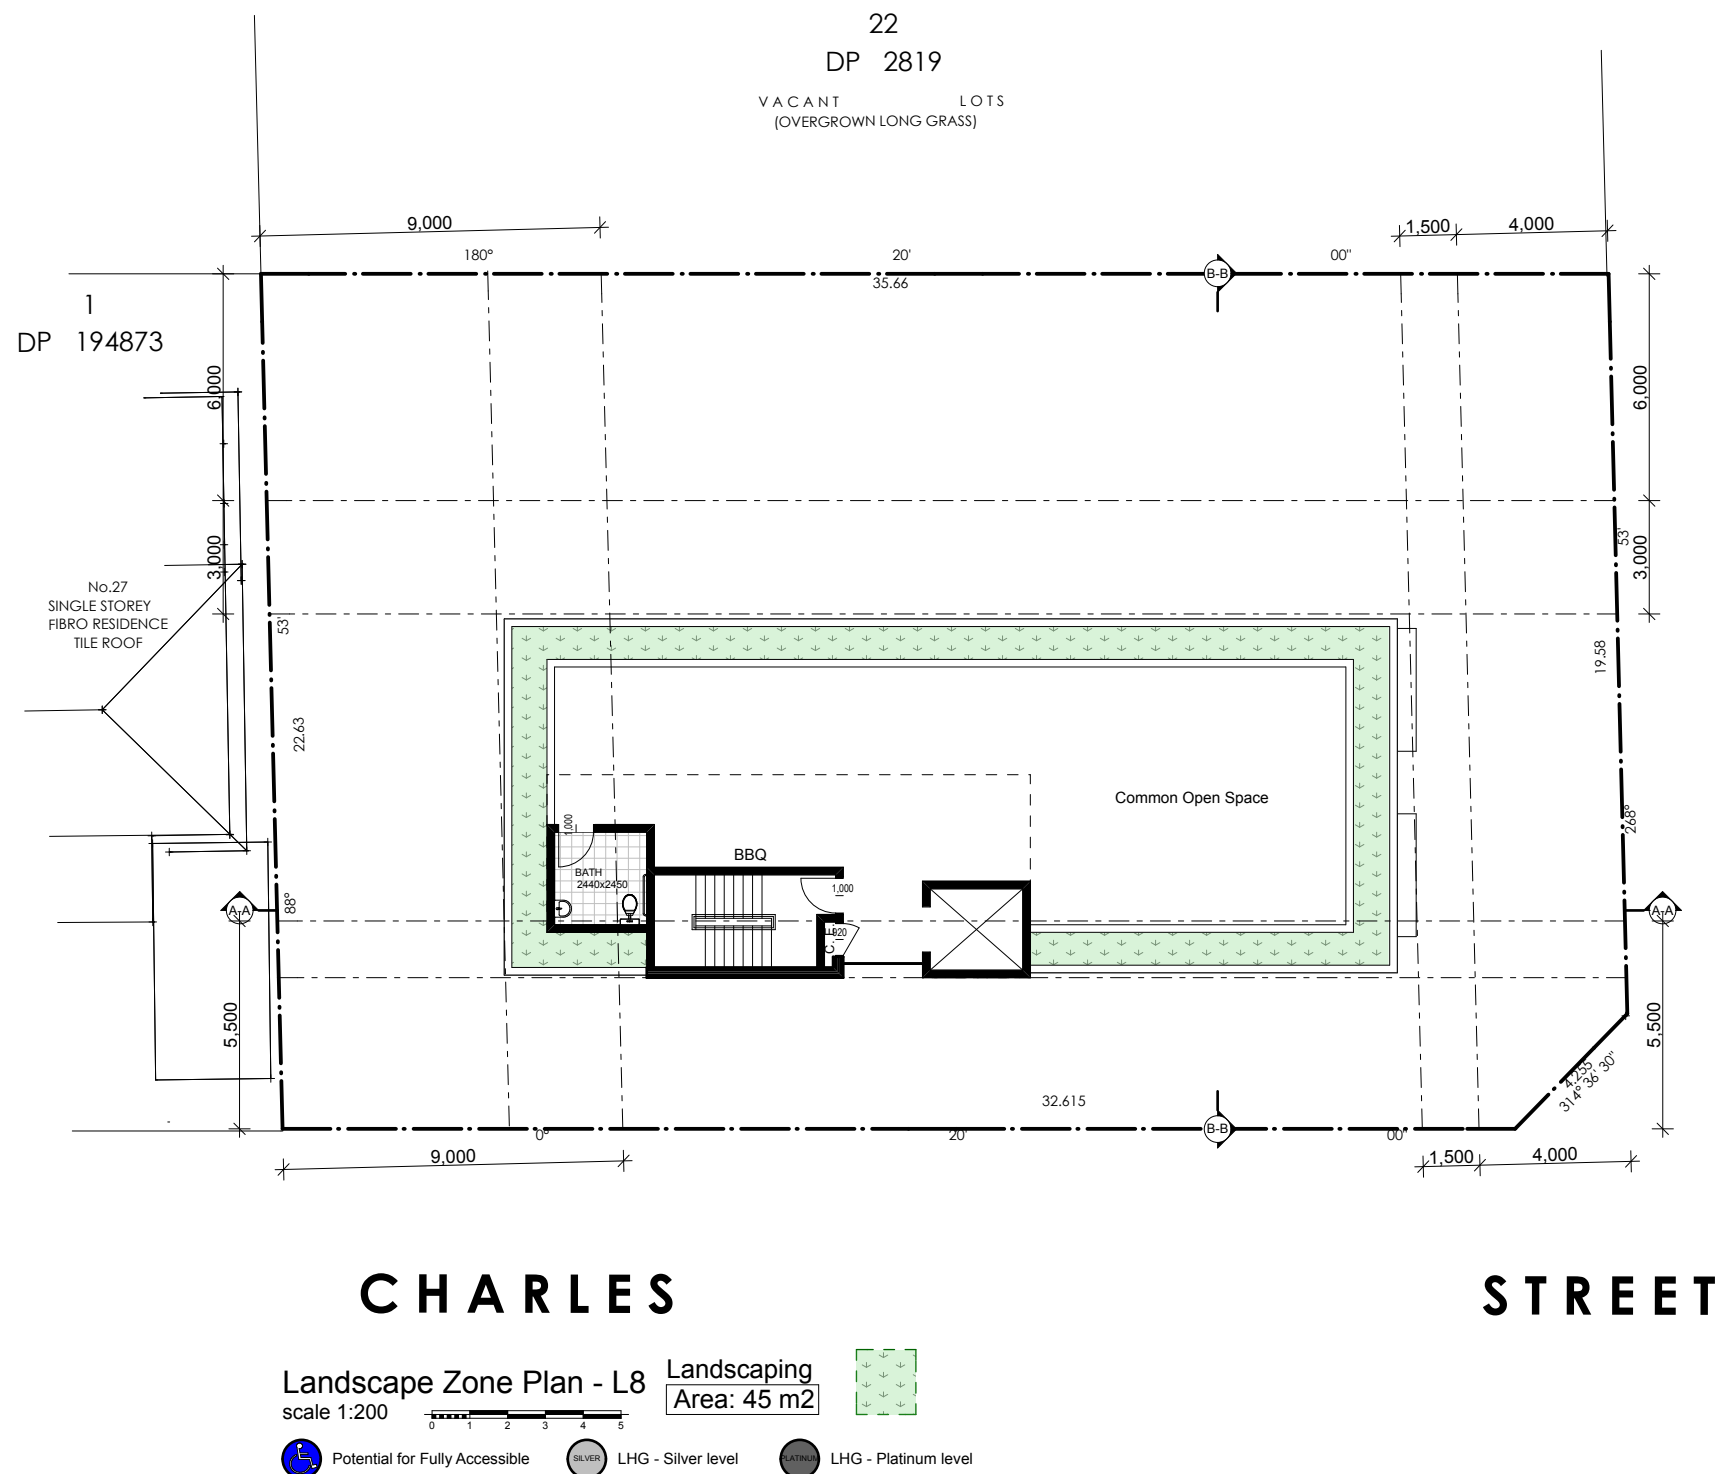 22
DP 2819
VACANT LOTS
(OVERGROWN LONG GRASS)
9,000
1,500
4,000
180°
20'
00"
35.66
B-B
1
DP 194873
6,000
6,000
3,000
53'
3,000
No.27
SINGLE STOREY
FIBRO RESIDENCE
TILE ROOF
53'
19.58
22.63
Common Open Space
1,000
268°
BBQ
BATH
2440x2450
1,000
88°
A-A
A-A
920
5,500
5,500
4.255
314° 36' 30"
32.615
B-B
0°
20'
00"
9,000
1,500
4,000
CHARLES STREET
Landscape Zone Plan - L8
scale 1:200
0 1 2 3 4 5
Landscaping
Area: 45 m2
Potential for Fully Accessible
SILVER
LHG - Silver level
PLATINUM
LHG - Platinum level